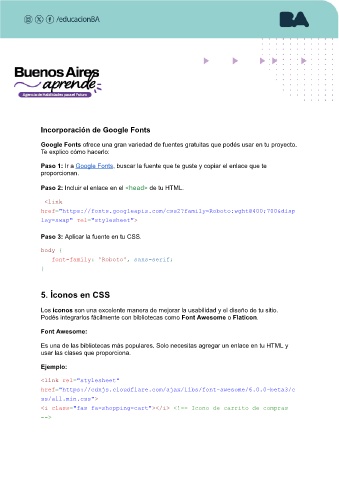 /educacionBA
BA
Buenos Aires
aprende
Agencia de Habilidades para el Futuro
Incorporación de Google Fonts
Google Fonts ofrece una gran variedad de fuentes gratuitas que podés usar en tu proyecto.
Te explico cómo hacerlo:
Paso 1: Ir a Google Fonts, buscar la fuente que te guste y copiar el enlace que te
proporcionan.
Paso 2: Incluir el enlace en el <head> de tu HTML.
<link
href="https://fonts.googleapis.com/css2?family=Roboto:wght@400;700&disp
lay=swap" rel="stylesheet">
Paso 3: Aplicar la fuente en tu CSS.
body {
font-family: 'Roboto', sans-serif;
}
5. Íconos en CSS
Los íconos son una excelente manera de mejorar la usabilidad y el diseño de tu sitio.
Podés integrarlos fácilmente con bibliotecas como Font Awesome o Flaticon.
Font Awesome:
Es una de las bibliotecas más populares. Solo necesitas agregar un enlace en tu HTML y
usar las clases que proporciona.
Ejemplo:
<link rel="stylesheet"
href="https://cdnjs.cloudflare.com/ajax/libs/font-awesome/6.0.0-beta3/c
ss/all.min.css">
<i class="fas fa-shopping-cart"></i> <!-- Icono de carrito de compras
-->